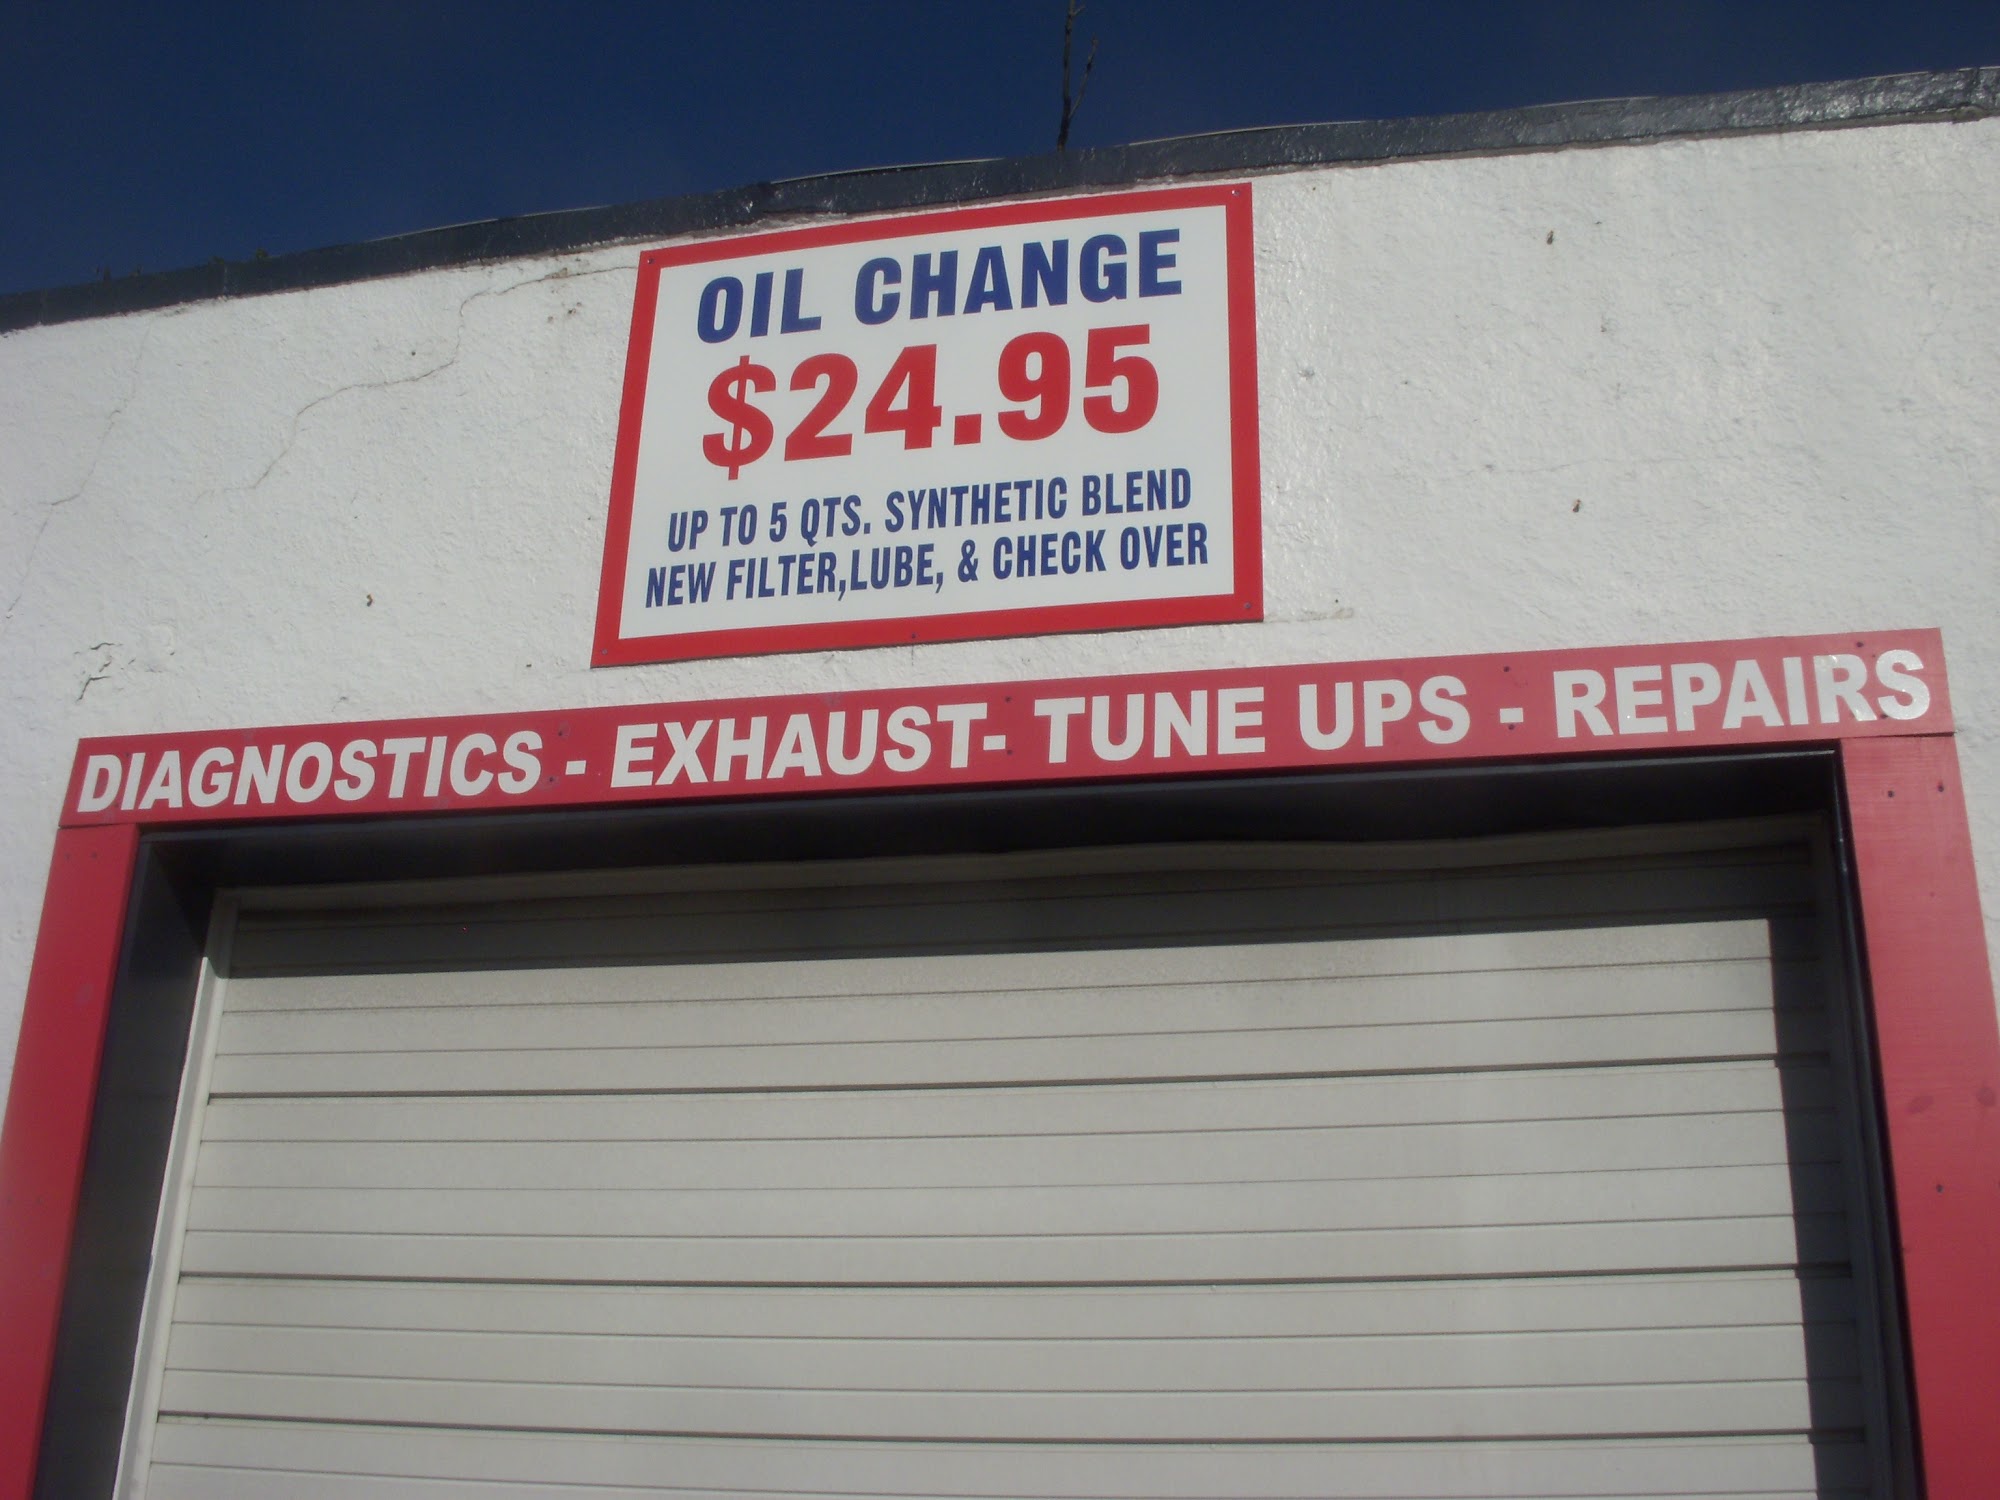 OIL CHANGE
$24.95
UP TO 5 QTS. SYNTHETIC BLEND
NEW FILTER,LUBE, & CHECK OVER
DIAGNOSTICS - EXHAUST- TUNE UPS - REPAIRS